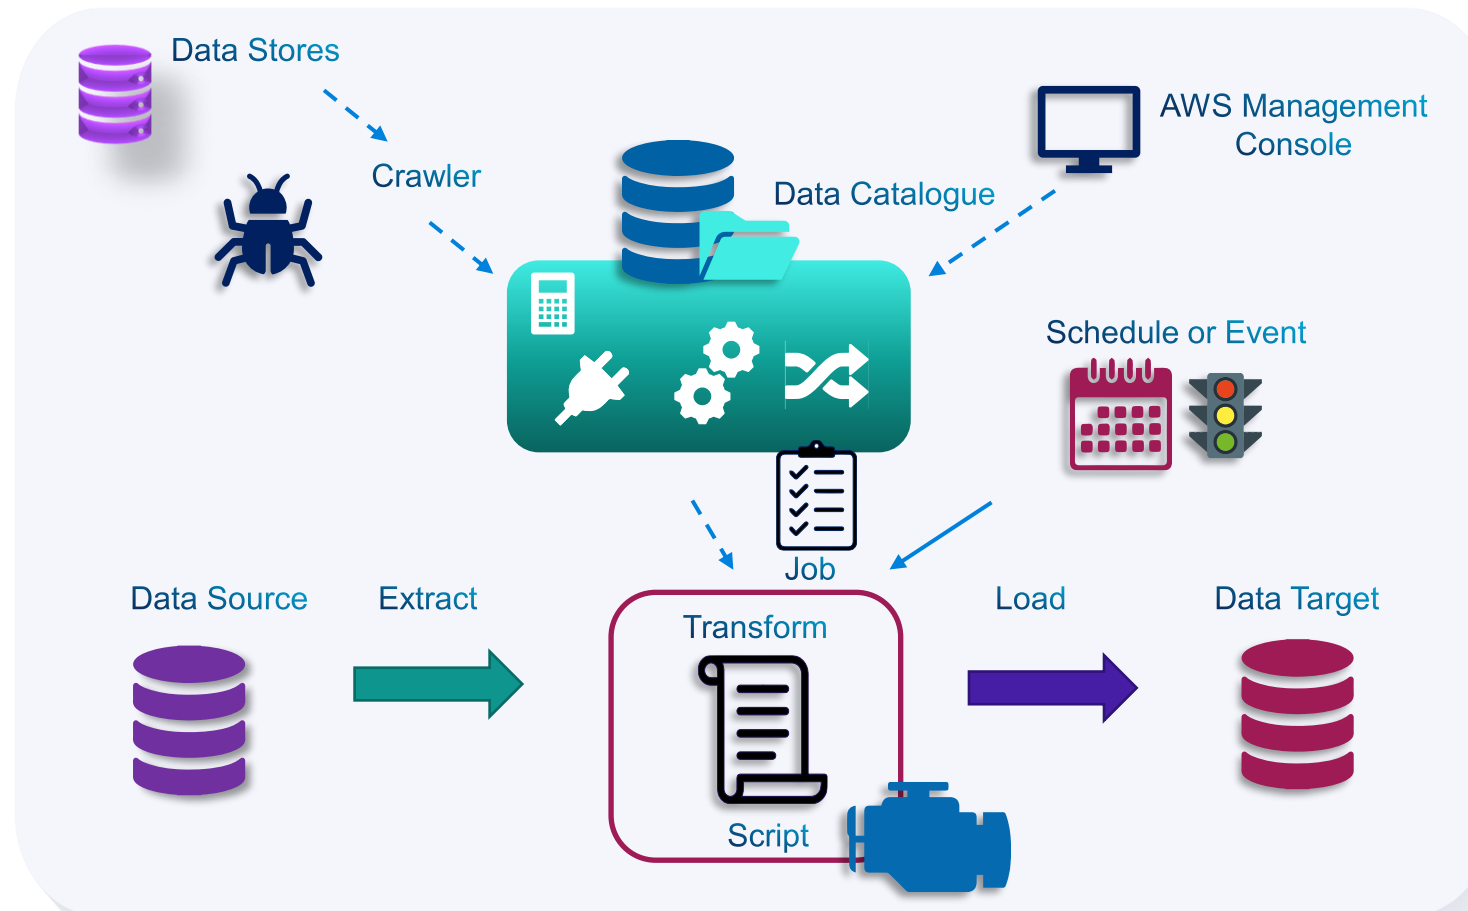 Data Stores
AWS Management
Console
Crawler
Data Catalogue
Schedule or Event
Job
Data Source
Extract
Transform
Load
Data Target
Script